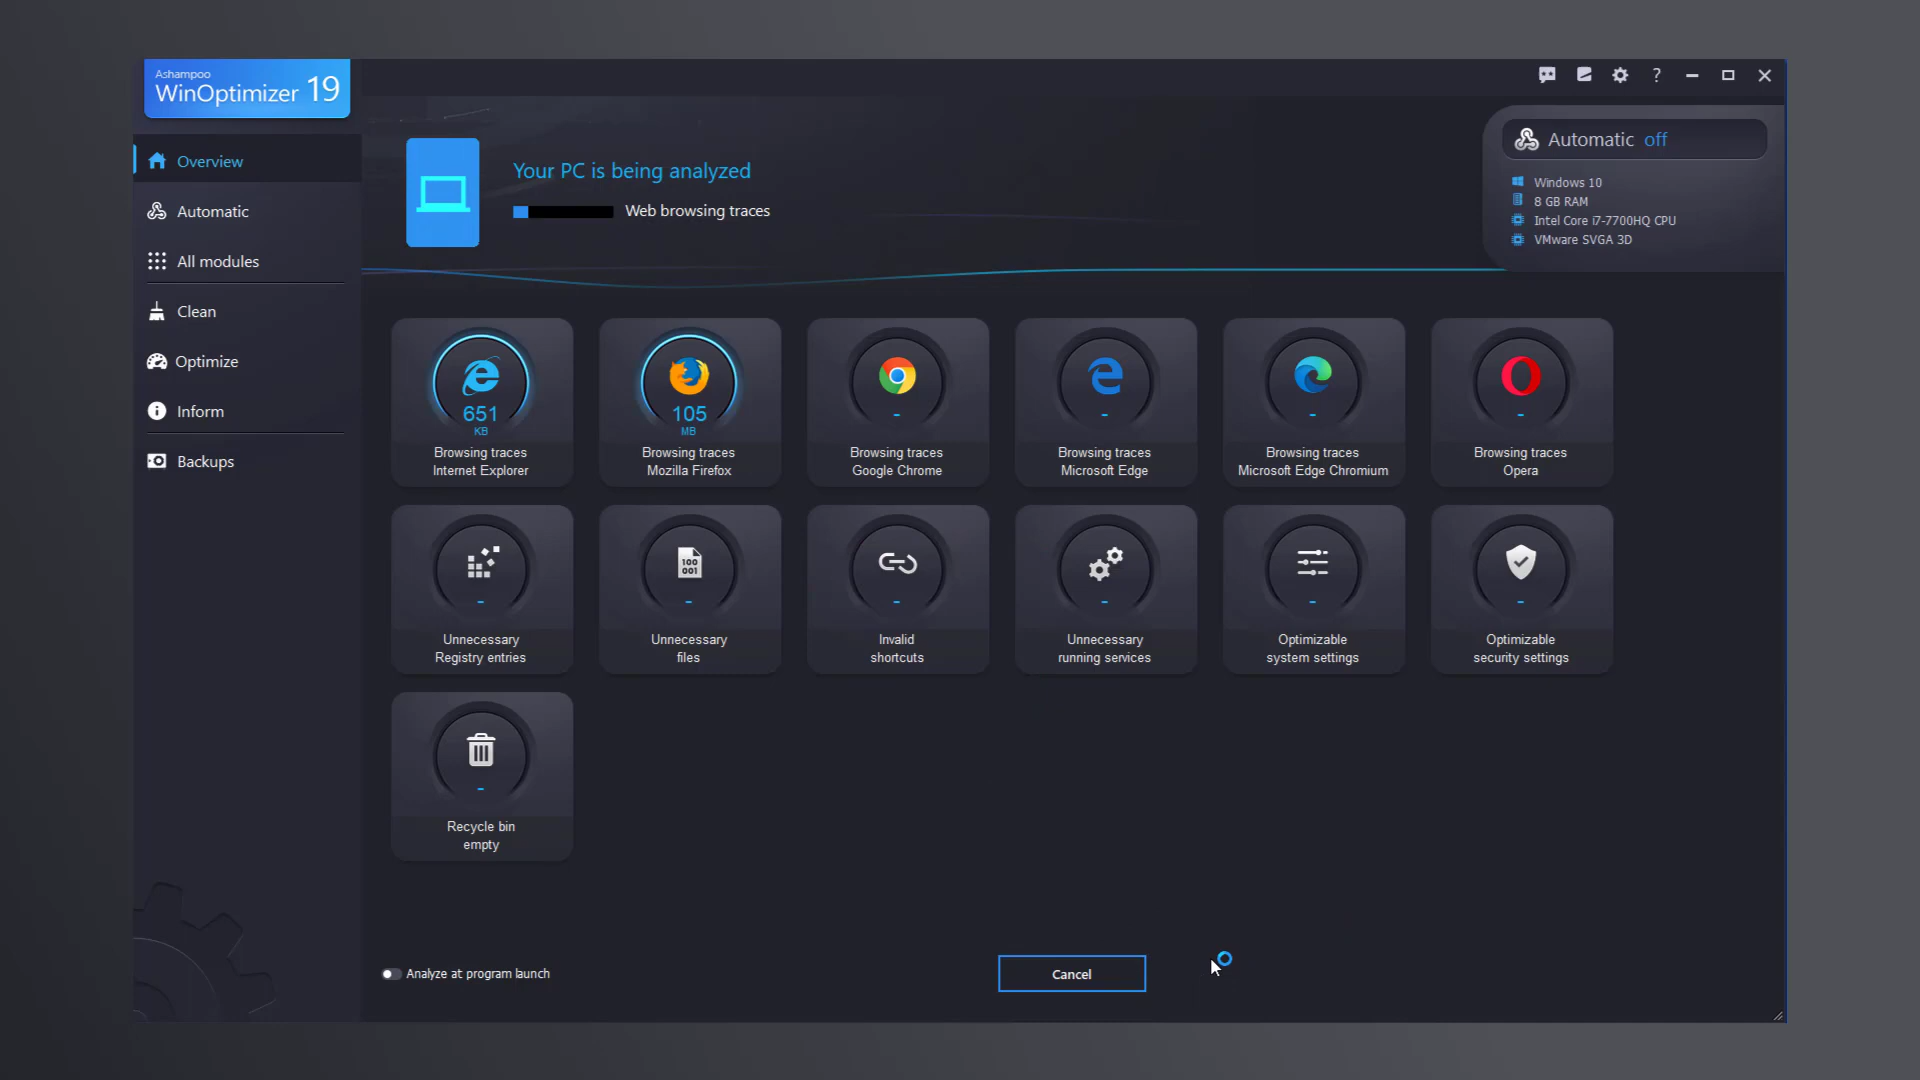 Ashampoo
WinOptimizer 19
Overview
Automatic
All modules
Clean
Optimize
Inform
Backups
Your PC is being analyzed
Web browsing traces
Automatic off
Windows 10
8 GB RAM
Intel Core i7-7700HQ CPU
VMware SVGA 3D
651
KB
Browsing traces
Internet Explorer
105
MB
Browsing traces
Mozilla Firefox
-
Browsing traces
Google Chrome
-
Browsing traces
Microsoft Edge
-
Browsing traces
Microsoft Edge Chromium
-
Browsing traces
Opera
-
Unnecessary
Registry entries
100
001
-
Unnecessary
files
-
Invalid
shortcuts
-
Unnecessary
running services
-
Optimizable
system settings
-
Optimizable
security settings
-
Recycle bin
empty
Analyze at program launch
Cancel